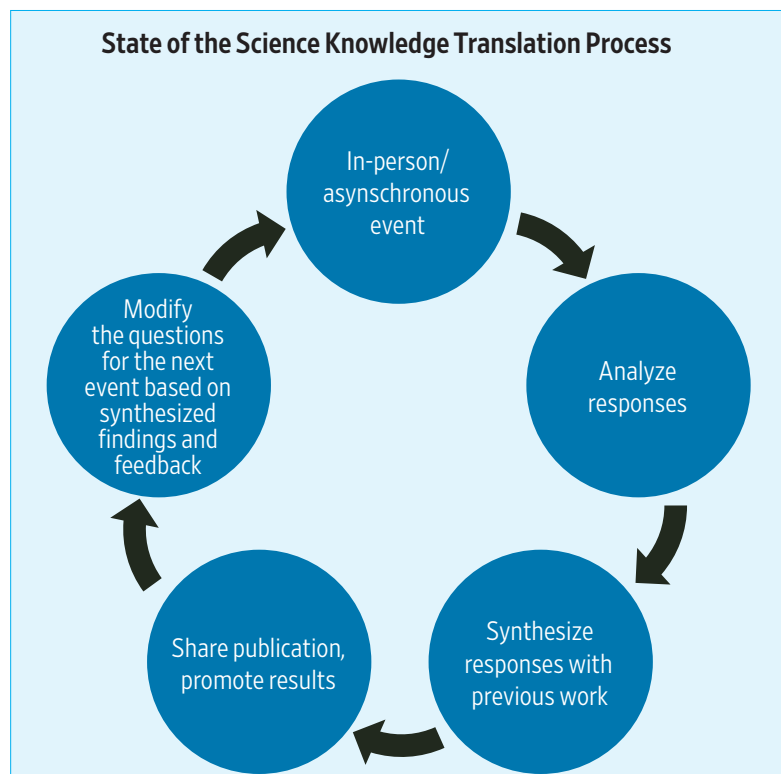 State of the Science Knowledge Translation Process
In-person/
asynschronous
event
Analyze
responses
Synthesize
responses with
previous work
Share publication,
promote results
Modify
the questions
for the next
event based on
synthesized
findings and
feedback